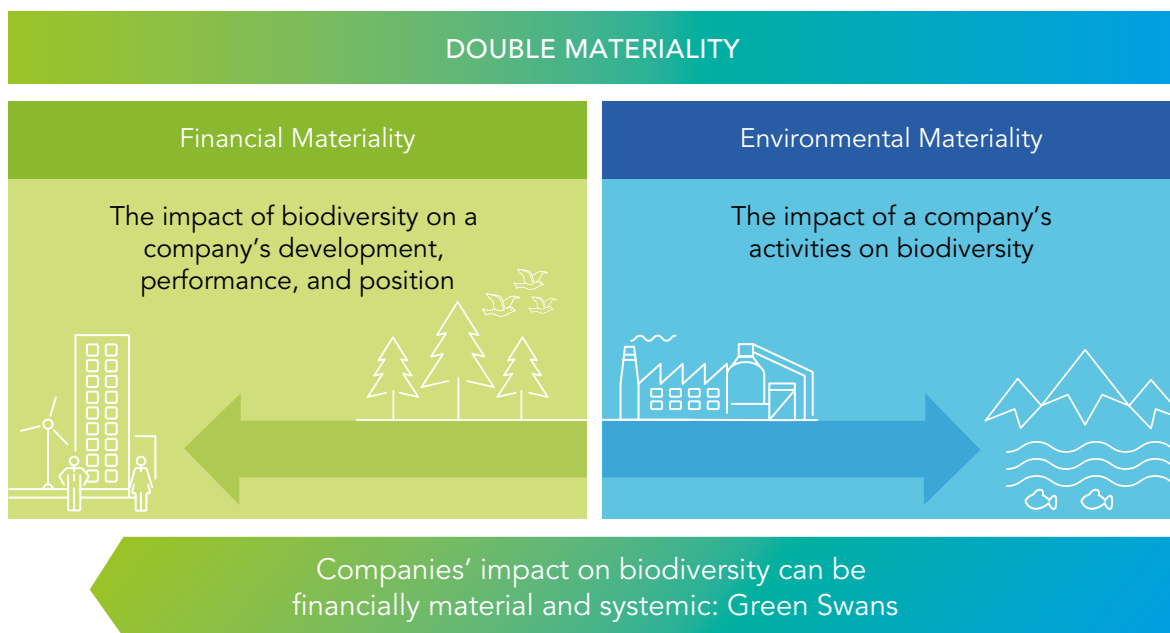 DOUBLE MATERIALITY
Financial Materiality
The impact of biodiversity on a
company’s development,
performance, and position
Environmental Materiality
The impact of a company’s
activities on biodiversity
Companies’ impact on biodiversity can be
financially material and systemic: Green Swans